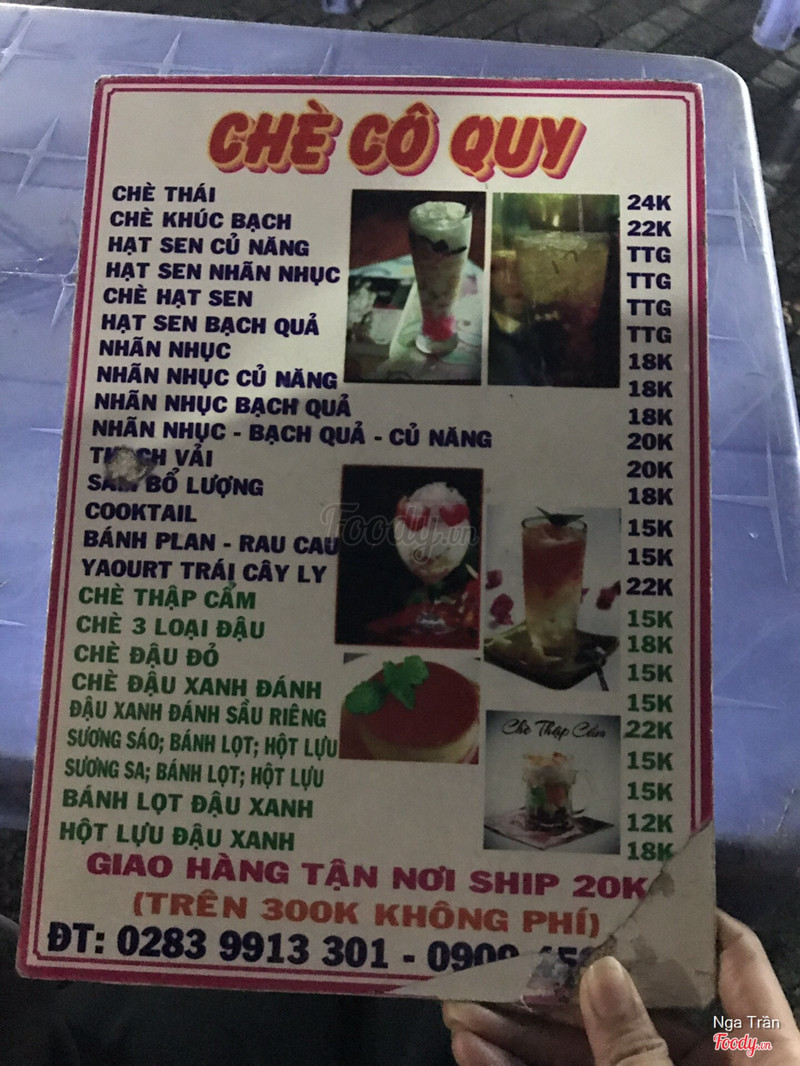 CHÈ CÔ QUY
CHÈ THÁI 24K
CHÈ KHÚC BẠCH 22K
HẠT SEN CỦ NĂNG TTG
HẠT SEN NHÃN NHỤC TTG
CHÈ HẠT SEN TTG
HẠT SEN BẠCH QUẢ TTG
NHÃN NHỤC 18K
NHÃN NHỤC CỦ NĂNG 18K
NHÃN NHỤC BẠCH QUẢ 18K
NHÃN NHỤC - BẠCH QUẢ - CỦ NĂNG 20K
VẢI 20K
SÂM BỔ LƯỢNG 18K
COOKTAIL 15K
BÁNH PLAN - RAU CAU 15K
YAOURT TRÁI CÂY LY 22K
CHÈ THẬP CẨM 15K
CHÈ 3 LOẠI ĐẬU 18K
CHÈ ĐẬU ĐỎ 15K
CHÈ ĐẬU XANH ĐÁNH 15K
ĐẬU XANH ĐÁNH SẦU RIÊNG 22K
SƯƠNG SÁO; BÁNH LỌT; HỘT LỰU 15K
SƯƠNG SA; BÁNH LỌT; HỘT LỰU 15K
BÁNH LỌT ĐẬU XANH 12K
HỘT LỰU ĐẬU XANH 18K
Chè Thập Cẩm
Foody.vn
GIAO HÀNG TẬN NƠI SHIP 20K
(TRÊN 300K KHÔNG PHÍ)
ĐT: 0283 9913 301 - 0909
Nga Trần
Foody.vn